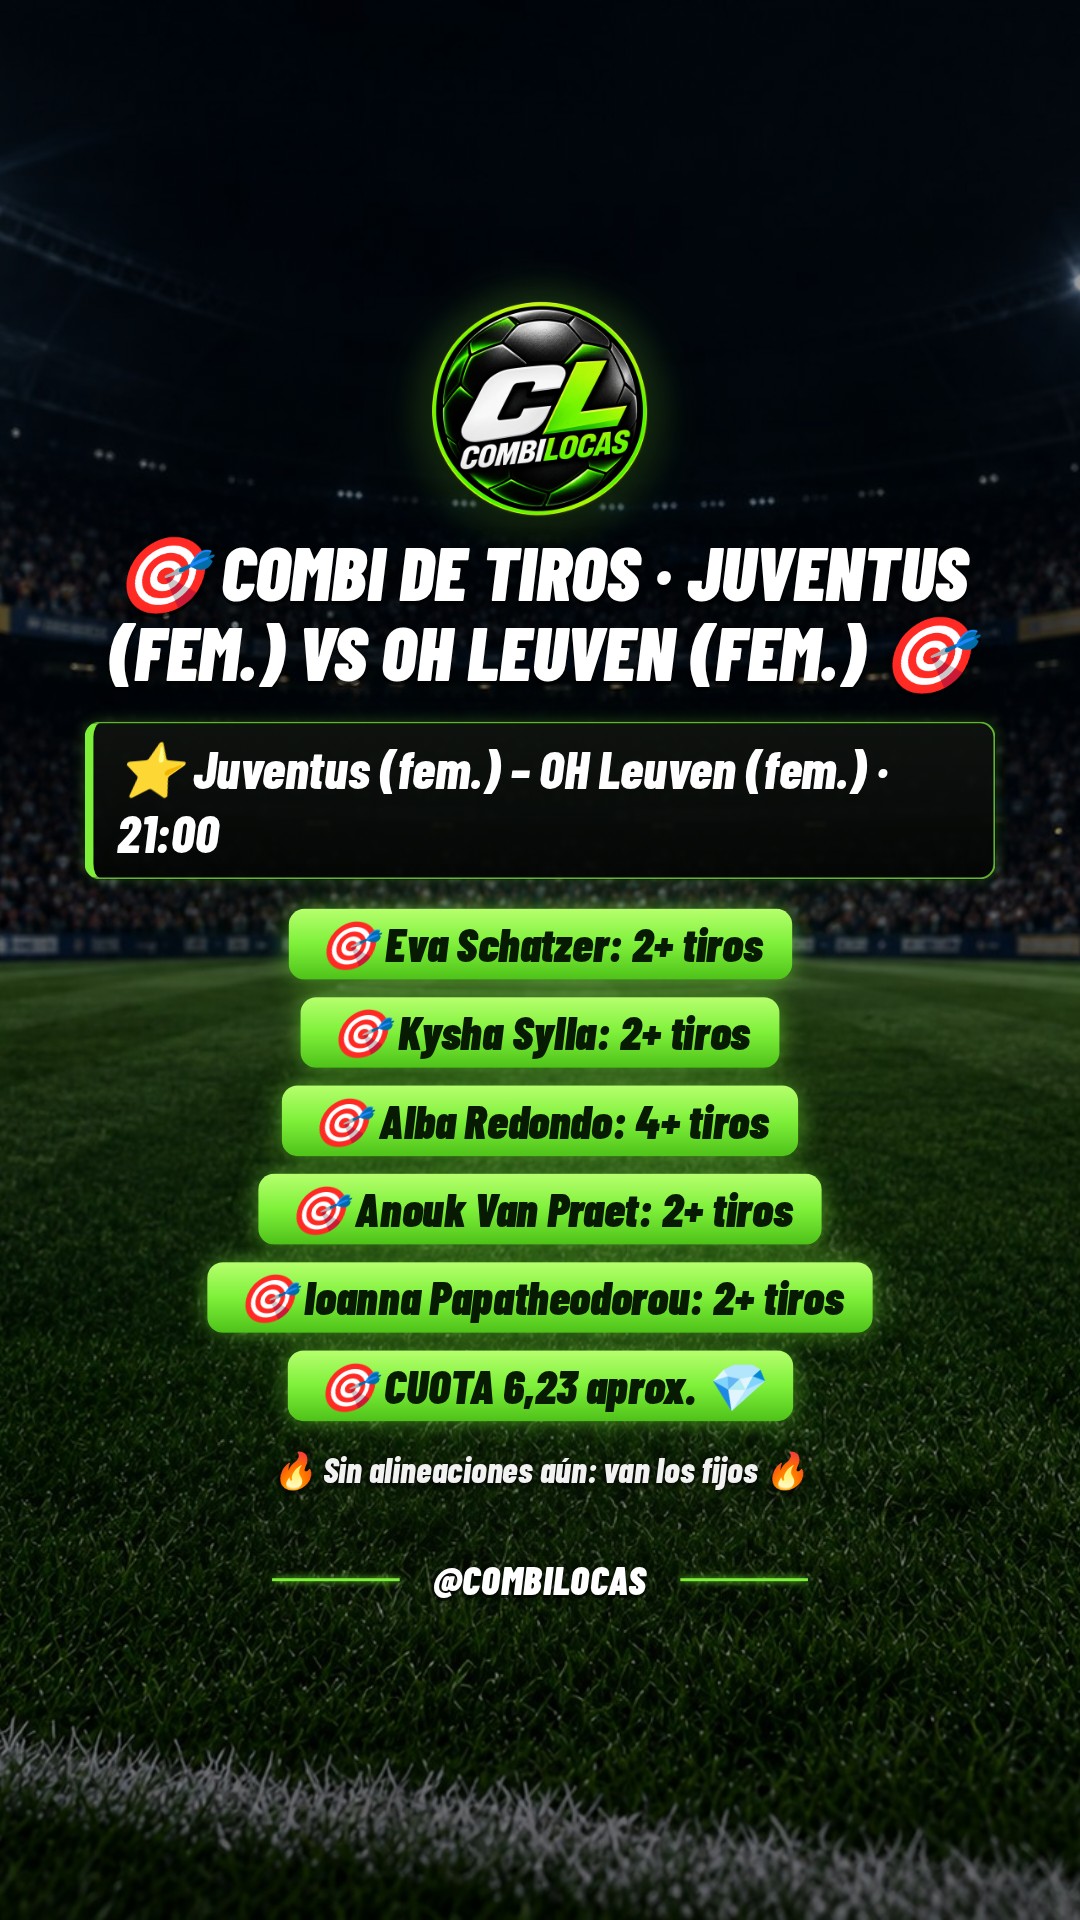 CL
COMBILOCAS
🎯 COMBI DE TIROS · JUVENTUS
(FEM.) VS OH LEUVEN (FEM.) 🎯
⭐ Juventus (fem.) – OH Leuven (fem.) ·
21:00
🎯 Eva Schatzer: 2+ tiros
🎯 Kysha Sylla: 2+ tiros
🎯 Alba Redondo: 4+ tiros
🎯 Anouk Van Praet: 2+ tiros
🎯 Ioanna Papatheodorou: 2+ tiros
🎯 CUOTA 6,23 aprox. 💎
🔥 Sin alineaciones aún: van los fijos 🔥
@COMBILOCAS